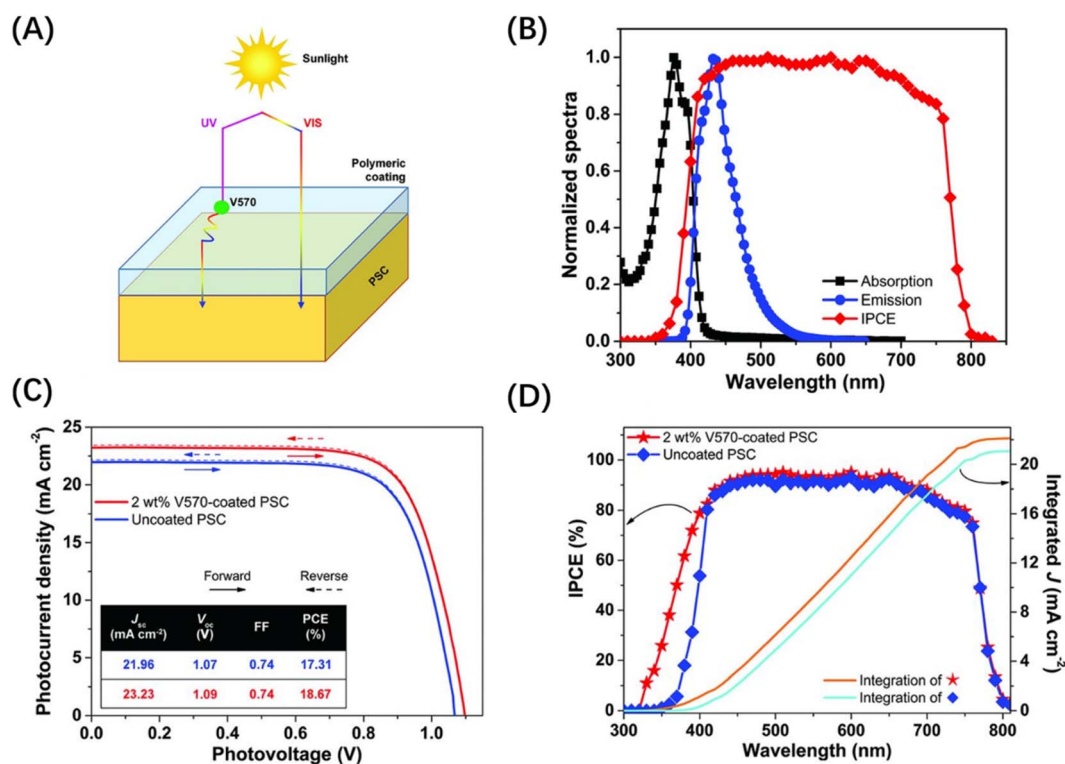 (A)
Sunlight
UV
VIS
Polymeric
coating
V570
PSC
(B)
Normalized spectra
1.0
0.8
0.6
0.4
0.2
0.0
Absorption
Emission
IPCE
300 400 500 600 700 800
Wavelength (nm)
(C)
Photocurrent density (mA cm-2)
25
20
15
10
5
0
2 wt% V570-coated PSC
Uncoated PSC
Forward Reverse
Jsc (mA cm-2) Voc (V) FF PCE (%)
21.96 1.07 0.74 17.31
23.23 1.09 0.74 18.67
0.0 0.2 0.4 0.6 0.8 1.0
Photovoltage (V)
(D)
2 wt% V570-coated PSC
Uncoated PSC
IPCE (%)
100
80
60
40
20
0
Integrated J (mA cm-2)
20
16
12
8
4
0
Integration of
Integration of
300 400 500 600 700 800
Wavelength (nm)